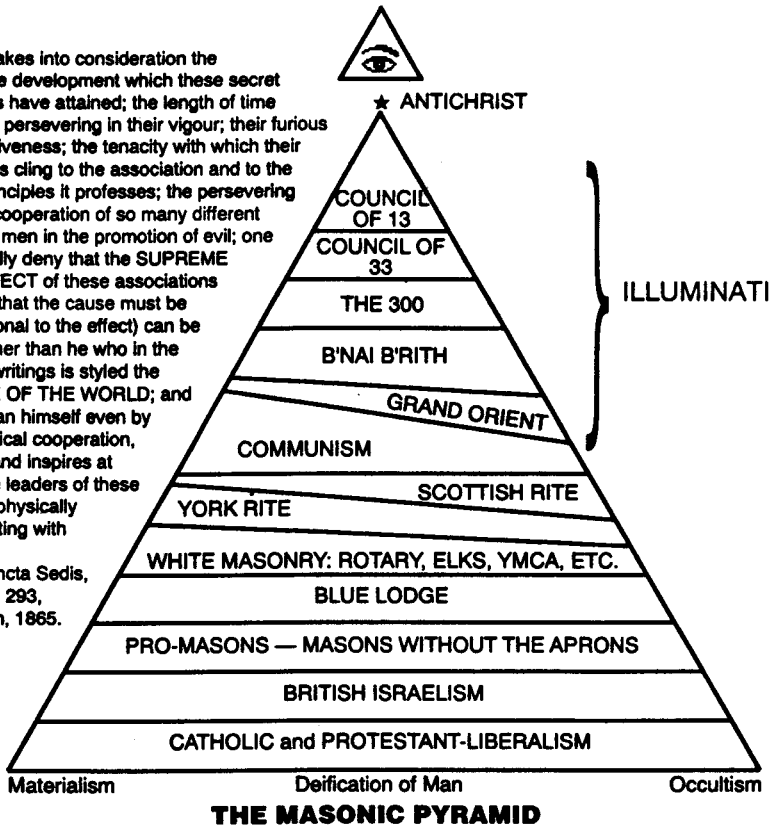 akes into consideration the
e development which these secret
s have attained; the length of time
persevering in their vigour; their furious
iveness; the tenacity with which their
s cling to the association and to the
nciples it professes; the persevering
cooperation of so many different
men in the promotion of evil; one
lly deny that the SUPREME
ECT of these associations
that the cause must be
onal to the effect) can be
her than he who in the
writings is styled the
E OF THE WORLD; and
an himself even by
ical cooperation,
nd inspires at
e leaders of these
physically
ting with
ncta Sedis,
293,
n, 1865.
★ ANTICHRIST
COUNCIL
OF 13
COUNCIL OF
33
THE 300
B'NAI B'RITH
GRAND ORIENT
ILLUMINATI
COMMUNISM
SCOTTISH RITE
YORK RITE
WHITE MASONRY: ROTARY, ELKS, YMCA, ETC.
BLUE LODGE
PRO-MASONS — MASONS WITHOUT THE APRONS
BRITISH ISRAELISM
CATHOLIC and PROTESTANT-LIBERALISM
Materialism Deification of Man Occultism
THE MASONIC PYRAMID